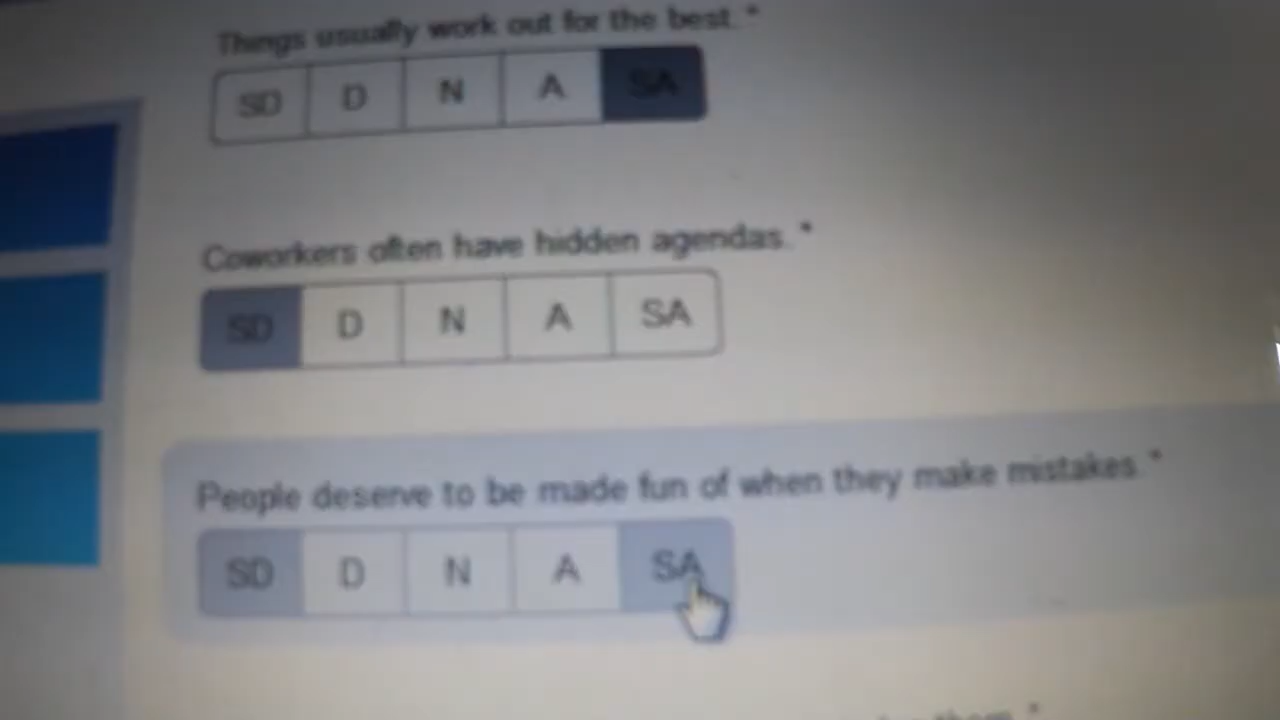 Things usually work out for the best. *
SD D N A SA
Coworkers often have hidden agendas. *
SD D N A SA
People deserve to be made fun of when they make mistakes. *
SD D N A SA
them. *